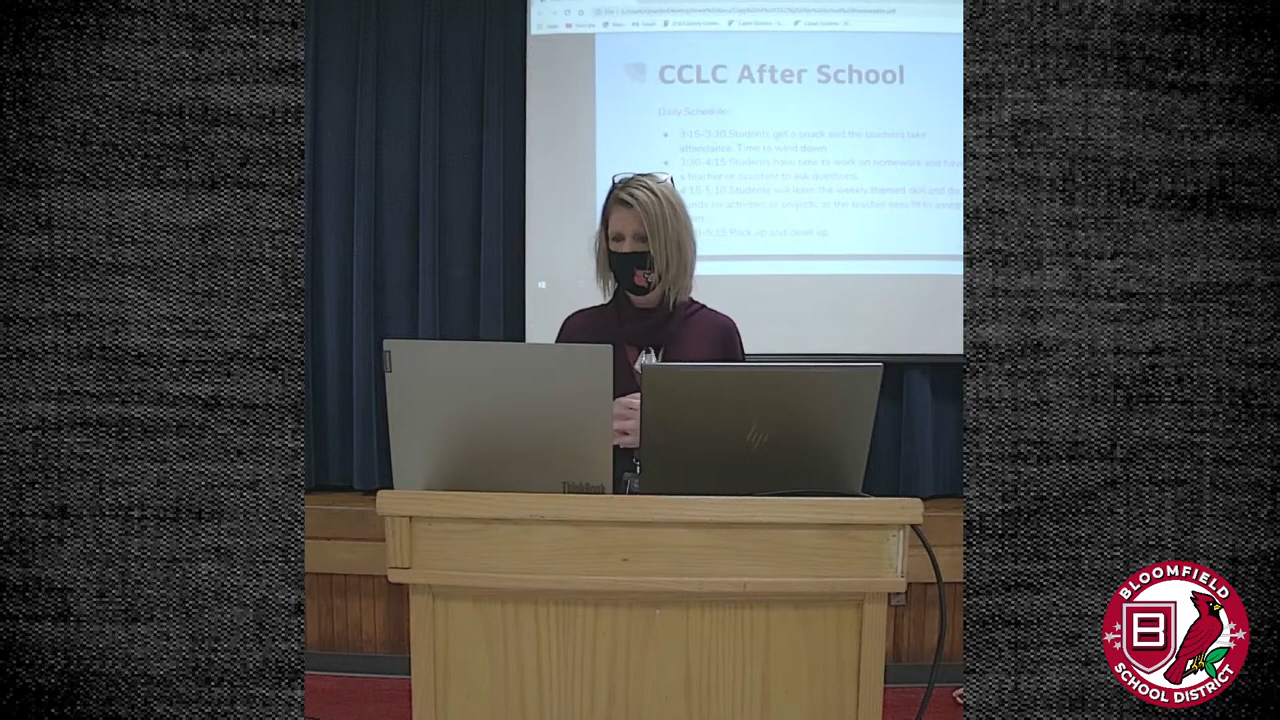 CCLC After School
Daily Schedule-
3:15-3:30 Students get a snack and the teachers take
attendance. Time to wind down
3:30-4:15 Students have time to work on homework and have
a teacher or assistant to ask questions.
4:15-5:10 Students will learn the weekly themed skill and do
hands on activities or projects as the teacher sees fit to assign
5:15 Pack up and clean up
ThinkBook
hp
BLOOMFIELD
B
SCHOOL DISTRICT